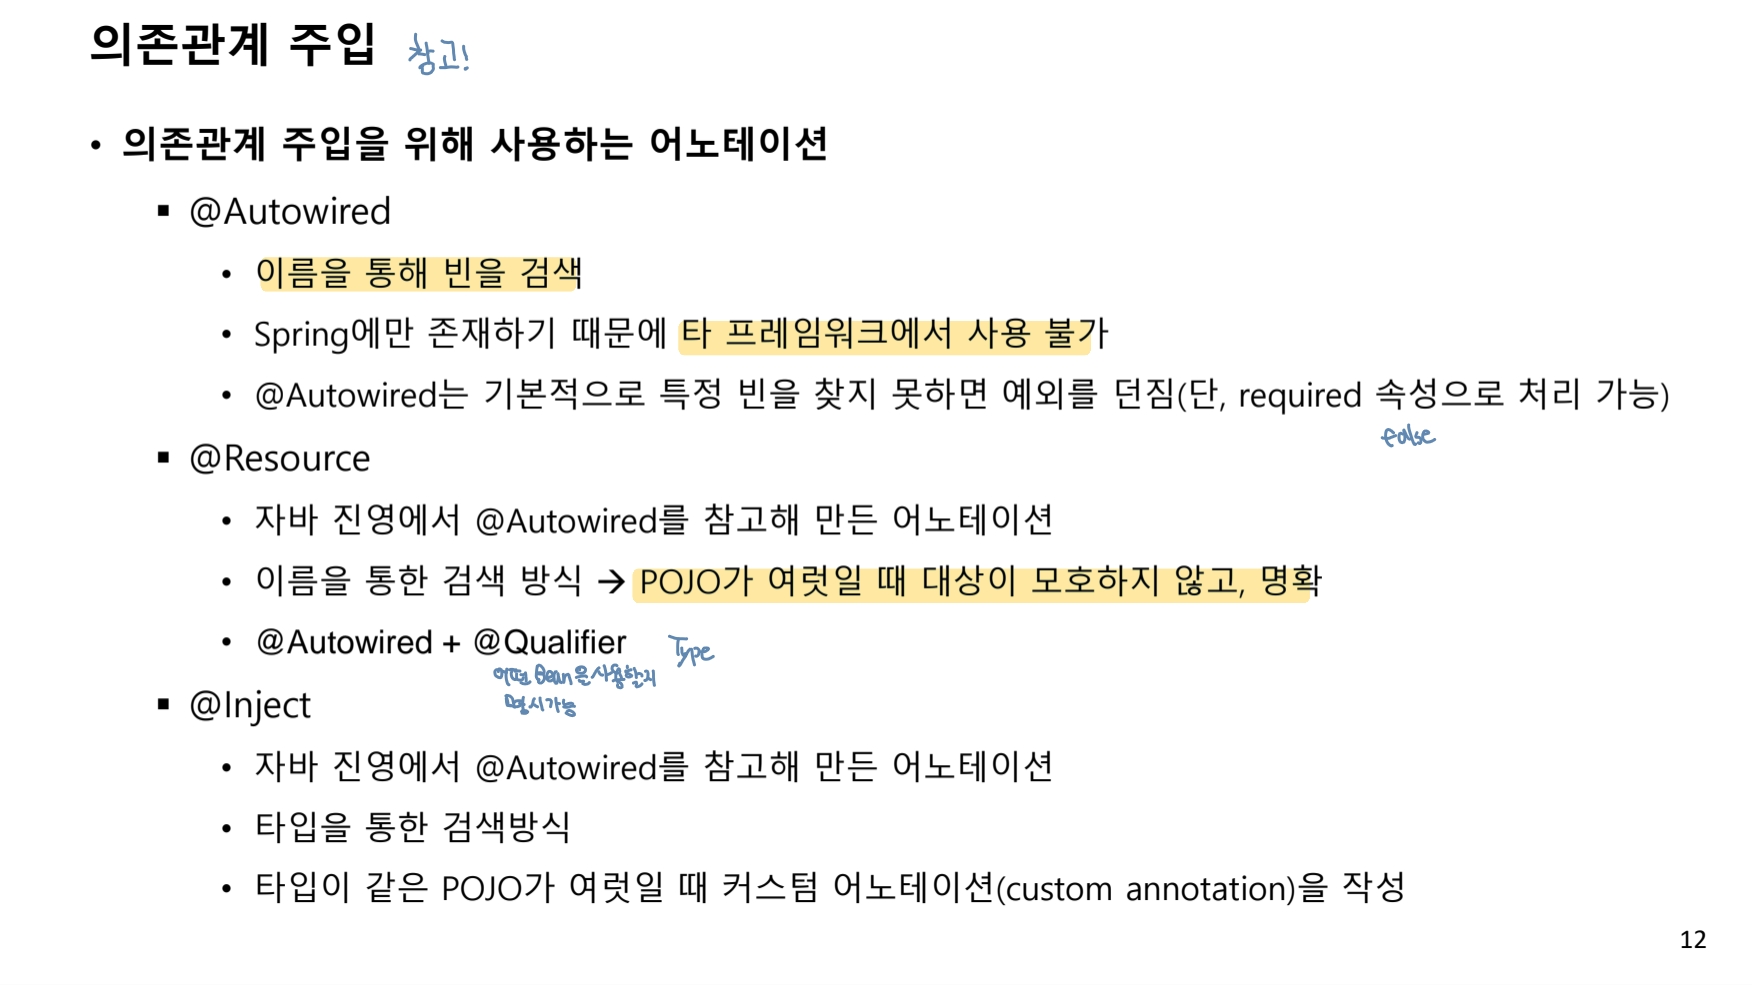 의존관계 주입 참고!
• 의존관계 주입을 위해 사용하는 어노테이션
▪ @Autowired
• 이름을 통해 빈을 검색
• Spring에만 존재하기 때문에 타 프레임워크에서 사용 불가
• @Autowired는 기본적으로 특정 빈을 찾지 못하면 예외를 던짐(단, required 속성으로 처리 가능)
false
▪ @Resource
• 자바 진영에서 @Autowired를 참고해 만든 어노테이션
• 이름을 통한 검색 방식 → POJO가 여럿일 때 대상이 모호하지 않고, 명확
• @Autowired + @Qualifier Type
어떤 Bean을 사용할지
명시가능
▪ @Inject
• 자바 진영에서 @Autowired를 참고해 만든 어노테이션
• 타입을 통한 검색방식
• 타입이 같은 POJO가 여럿일 때 커스텀 어노테이션(custom annotation)을 작성
12